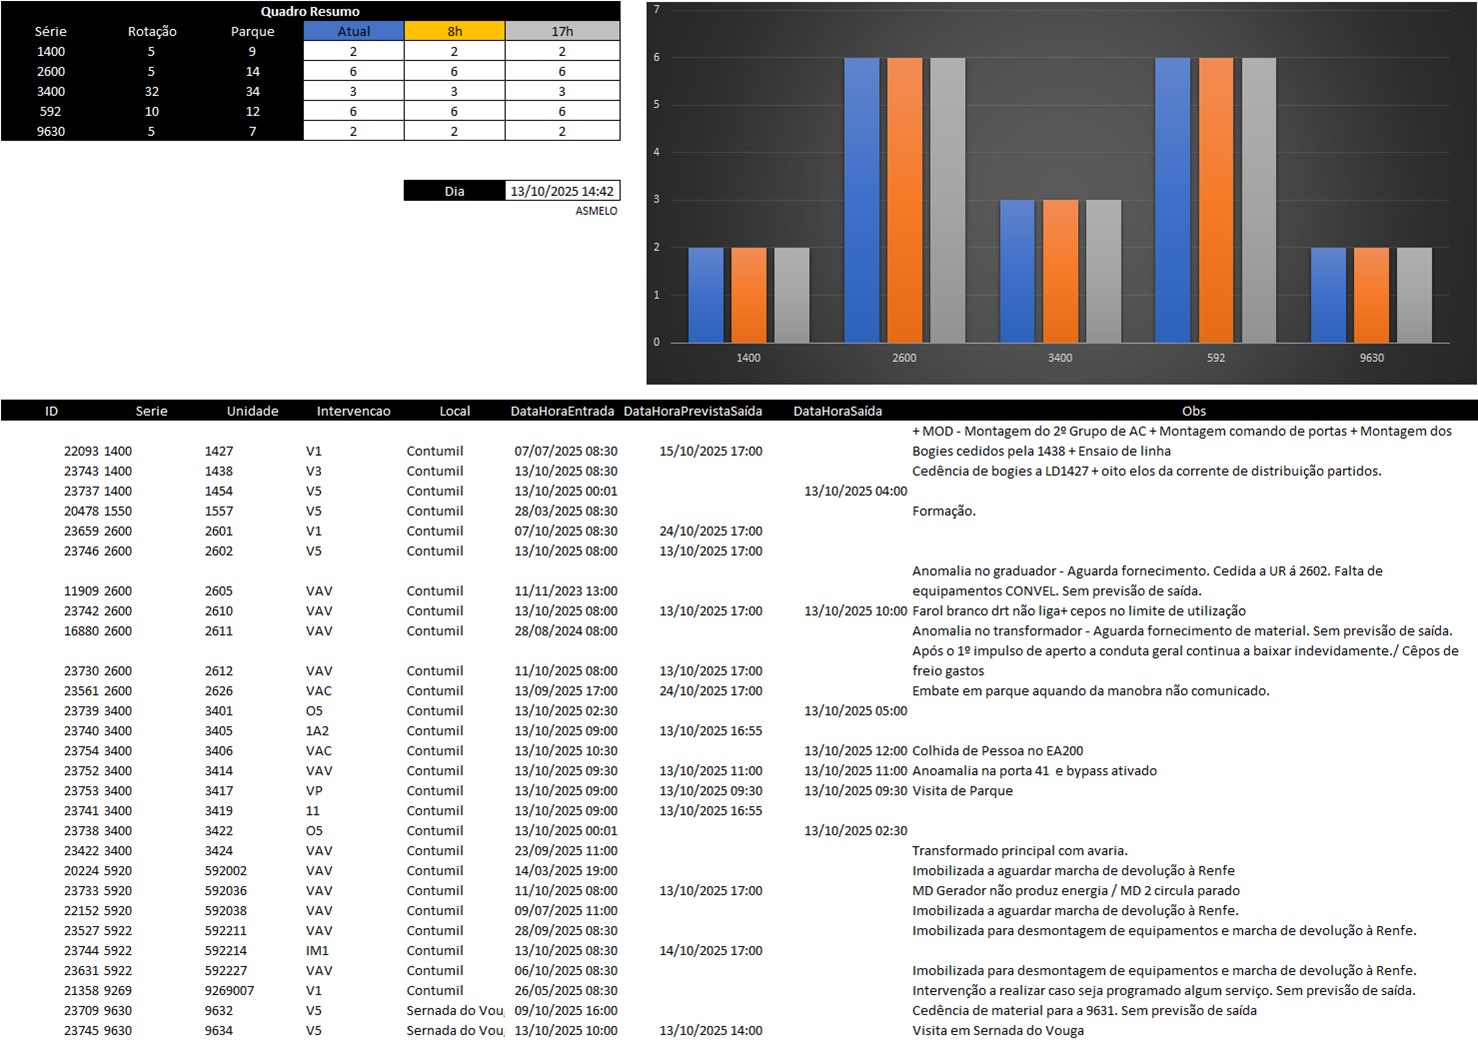 Quadro Resumo
Série Rotação Parque Atual 8h 17h
1400 5 9 2 2 2
2600 5 14 6 6 6
3400 32 34 3 3 3
592 10 12 6 6 6
9630 5 7 2 2 2
Dia 13/10/2025 14:42
ASMELO
7
6
5
4
3
2
1
0
1400 2600 3400 592 9630
ID Serie Unidade Intervencao Local DataHoraEntrada DataHoraPrevistaSaída DataHoraSaída Obs
+ MOD - Montagem do 2º Grupo de AC + Montagem comando de portas + Montagem dos
22093 1400 1427 V1 Contumil 07/07/2025 08:30 15/10/2025 17:00 Bogies cedidos pela 1438 + Ensaio de linha
23743 1400 1438 V3 Contumil 13/10/2025 08:30 Cedência de bogies a LD1427 + oito elos da corrente de distribuição partidos.
23737 1400 1454 V5 Contumil 13/10/2025 00:01 13/10/2025 04:00
20478 1550 1557 V5 Contumil 28/03/2025 08:30 Formação.
23659 2600 2601 V1 Contumil 07/10/2025 08:30 24/10/2025 17:00
23746 2600 2602 V5 Contumil 13/10/2025 08:00 13/10/2025 17:00
Anomalia no graduador - Aguarda fornecimento. Cedida a UR á 2602. Falta de
11909 2600 2605 VAV Contumil 11/11/2023 13:00 equipamentos CONVEL. Sem previsão de saída.
23742 2600 2610 VAV Contumil 13/10/2025 08:00 13/10/2025 17:00 13/10/2025 10:00 Farol branco drt não liga+ cepos no limite de utilização
16880 2600 2611 VAV Contumil 28/08/2024 08:00 Anomalia no transformador - Aguarda fornecimento de material. Sem previsão de saída.
Após o 1º impulso de aperto a conduta geral continua a baixar indevidamente./ Cêpos de
23730 2600 2612 VAV Contumil 11/10/2025 08:00 13/10/2025 17:00 freio gastos
23561 2600 2626 VAC Contumil 13/09/2025 17:00 24/10/2025 17:00 Embate em parque aquando da manobra não comunicado.
23739 3400 3401 O5 Contumil 13/10/2025 02:30 13/10/2025 05:00
23740 3400 3405 1A2 Contumil 13/10/2025 09:00 13/10/2025 16:55
23754 3400 3406 VAC Contumil 13/10/2025 10:30 13/10/2025 12:00 Colhida de Pessoa no EA200
23752 3400 3414 VAV Contumil 13/10/2025 09:30 13/10/2025 11:00 13/10/2025 11:00 Anoamalia na porta 41 e bypass ativado
23753 3400 3417 VP Contumil 13/10/2025 09:00 13/10/2025 09:30 13/10/2025 09:30 Visita de Parque
23741 3400 3419 11 Contumil 13/10/2025 09:00 13/10/2025 16:55
23738 3400 3422 O5 Contumil 13/10/2025 00:01 13/10/2025 02:30
23422 3400 3424 VAV Contumil 23/09/2025 11:00 Transformado principal com avaria.
20224 5920 592002 VAV Contumil 14/03/2025 19:00 Imobilizada a aguardar marcha de devolução à Renfe
23733 5920 592036 VAV Contumil 11/10/2025 08:00 13/10/2025 17:00 MD Gerador não produz energia / MD 2 circula parado
22152 5920 592038 VAV Contumil 09/07/2025 11:00 Imobilizada a aguardar marcha de devolução à Renfe.
23527 5922 592211 VAV Contumil 28/09/2025 08:30 Imobilizada para desmontagem de equipamentos e marcha de devolução à Renfe.
23744 5922 592214 IM1 Contumil 13/10/2025 08:30 14/10/2025 17:00
23631 5922 592227 VAV Contumil 06/10/2025 08:30 Imobilizada para desmontagem de equipamentos e marcha de devolução à Renfe.
21358 9269 9269007 V1 Contumil 26/05/2025 08:30 Intervenção a realizar caso seja programado algum serviço. Sem previsão de saída.
23709 9630 9632 V5 Sernada do Vou 09/10/2025 16:00 Cedência de material para a 9631. Sem previsão de saída
23745 9630 9634 V5 Sernada do Vou 13/10/2025 10:00 13/10/2025 14:00 Visita em Sernada do Vouga